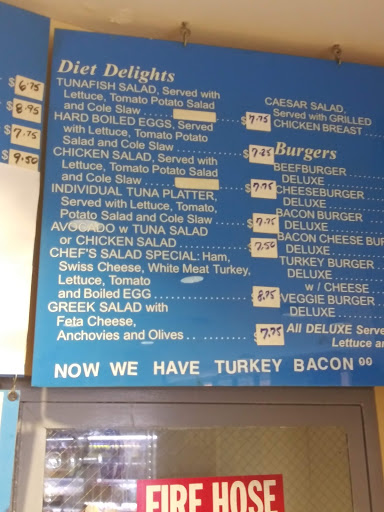 $6.75
$8.95
$7.75
$9.50
Diet Delights
TUNAFISH SALAD, Served with
Lettuce, Tomato Potato Salad
and Cole Slaw $7.75
HARD BOILED EGGS, Served
with Lettuce, Tomato Potato
Salad and Cole Slaw
CHICKEN SALAD, Served with
Lettuce, Tomato Potato Salad
and Cole Slaw $7.75
INDIVIDUAL TUNA PLATTER,
Served with Lettuce, Tomato,
Potato Salad and Cole Slaw $7.75
AVOCADO w TUNA SALAD
or CHICKEN SALAD $7.50
CHEF'S SALAD SPECIAL: Ham,
Swiss Cheese, White Meat Turkey,
Lettuce, Tomato
and Boiled EGG $8.75
GREEK SALAD with
Feta Cheese,
Anchovies and Olives $7.75
CAESAR SALAD,
Served with GRILLED
CHICKEN BREAST
Burgers
BEEFBURGER
DELUXE
CHEESEBURGER
DELUXE
BACON BURGER
DELUXE
BACON CHEESE BU
DELUXE
TURKEY BURGER
DELUXE
w / CHEESE
VEGGIE BURGER
DELUXE
All DELUXE Serve
Lettuce an
NOW WE HAVE TURKEY BACON
FIRE HOSE